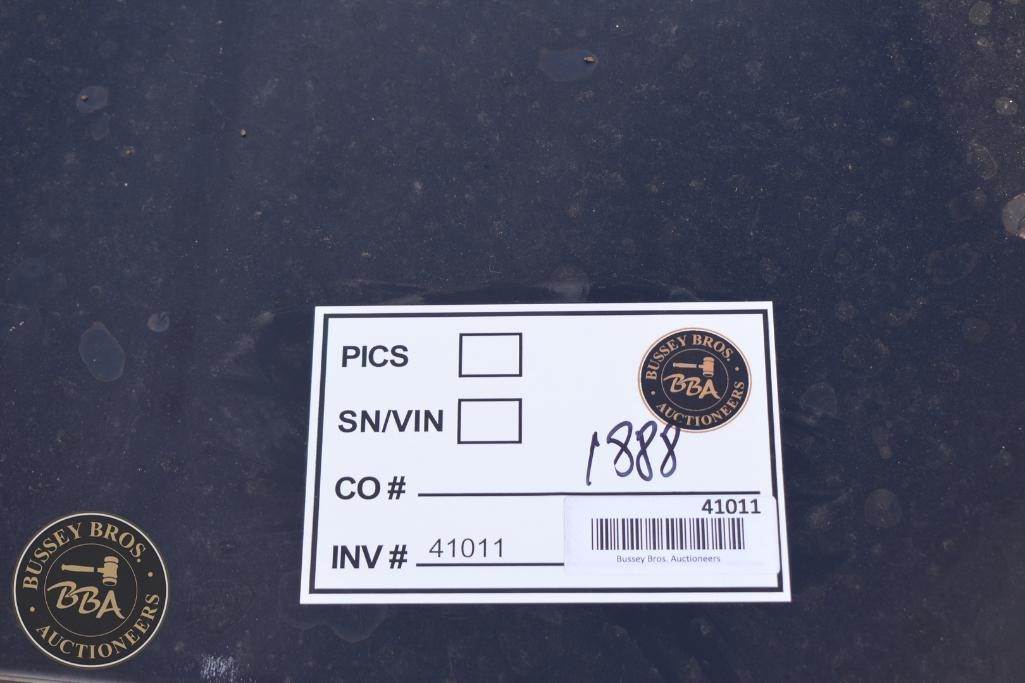 PICS
BUSSEY BROS.
BBA
AUCTIONEERS
SN/VIN
1888
CO #
41011
INV # 41011
Bussey Bros. Auctioneers
BUSSEY BROS.
BBA
AUCTIONEERS